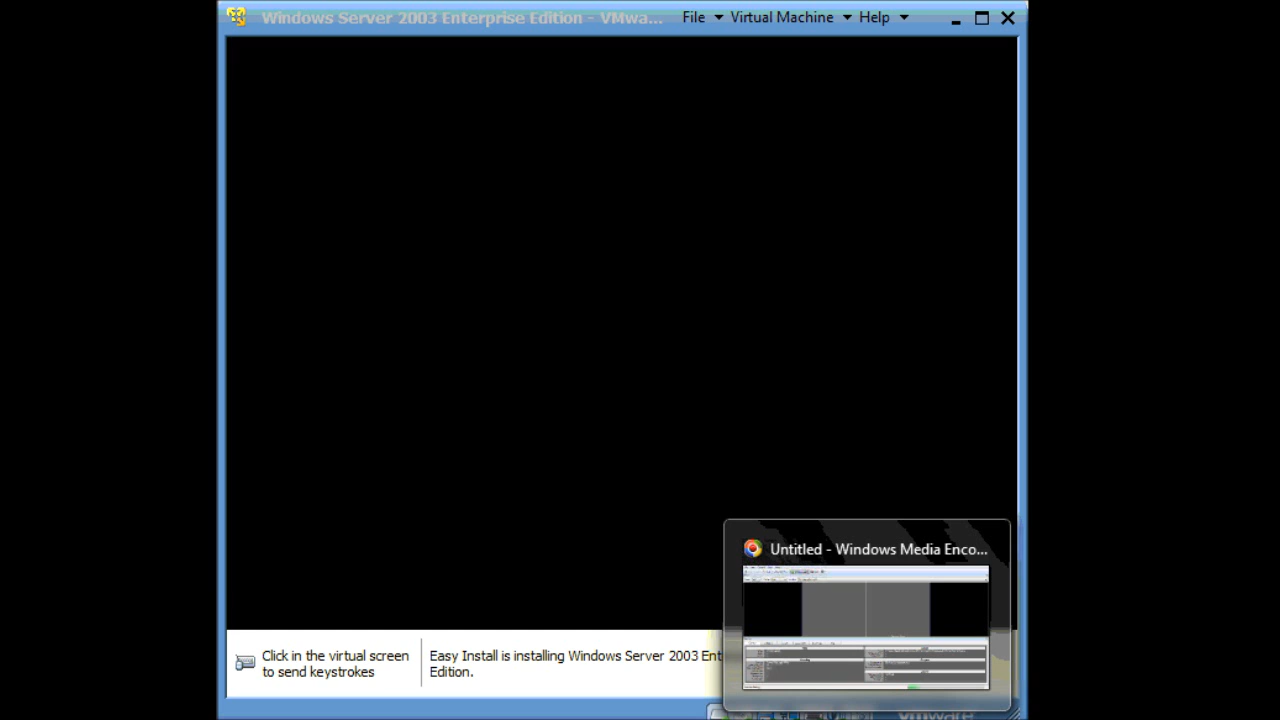 Windows Server 2003 Enterprise Edition - VMwa...
File Virtual Machine Help
Untitled - Windows Media Enco...
Click in the virtual screen
to send keystrokes
Easy Install is installing Windows Server 2003 Ent
Edition.
vmware